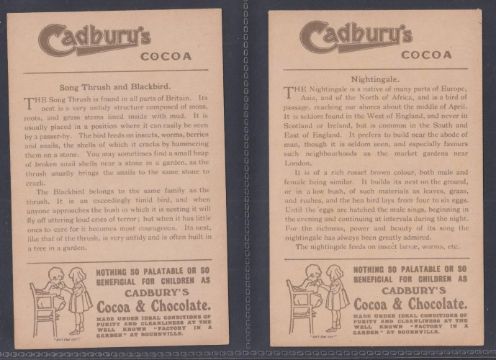 Cadbury's
COCOA
Song Thrush and Blackbird.
THE Song Thrush is found in all parts of Britain. Its
nest is a very untidy structure composed of moss,
roots, and grass stems lined inside with mud. It is
usually placed in a position where it can easily be seen
by a passer-by. The bird feeds on insects, worms, berries
and snails, the shells of which it cracks by hammering
them on a stone. You may sometimes find a small heap
of broken snail shells near a stone in a garden, as the
thrush usually brings the snails to the same stone to
crack.
The Blackbird belongs to the same family as the
thrush. It is an exceedingly timid bird, and when
anyone approaches the bush in which it is nesting it will
fly off uttering loud cries of terror; but when it has little
ones to care for it becomes most courageous. Its nest,
like that of the thrush, is very untidy and is often built in
a tree in a garden.
NOTHING SO PALATABLE OR SO
BENEFICIAL FOR CHILDREN AS
CADBURY'S
Cocoa & Chocolate.
MADE UNDER IDEAL CONDITIONS OF
PURITY AND CLEANLINESS AT THE
WELL KNOWN "FACTORY IN A
GARDEN" AT BOURNVILLE.
Cadbury's
COCOA
Nightingale.
THE Nightingale is a native of many parts of Europe,
Asia, and of the North of Africa, and is a bird of
passage, reaching our shores about the middle of April.
It is seldom found in the West of England, and never in
Scotland or Ireland, but is common in the South and
East of England. It prefers to build near the abode of
man, though it is seldom seen, and especially favours
such neighbourhoods as the market gardens near
London.
It is of a rich russet brown colour, both male and
female being similar. It builds its nest on the ground,
or in a low bush, of such materials as leaves, grass,
and rushes, and the hen bird lays from four to six eggs.
Until the eggs are hatched the male sings, beginning in
the evening and continuing at intervals during the night.
For the richness, power and beauty of its song the
nightingale has always been greatly admired.
The nightingale feeds on insect larvæ, worms, etc.
NOTHING SO PALATABLE OR SO
BENEFICIAL FOR CHILDREN AS
CADBURY'S
Cocoa & Chocolate.
MADE UNDER IDEAL CONDITIONS OF
PURITY AND CLEANLINESS AT THE
WELL KNOWN "FACTORY IN A
GARDEN" AT BOURNVILLE.